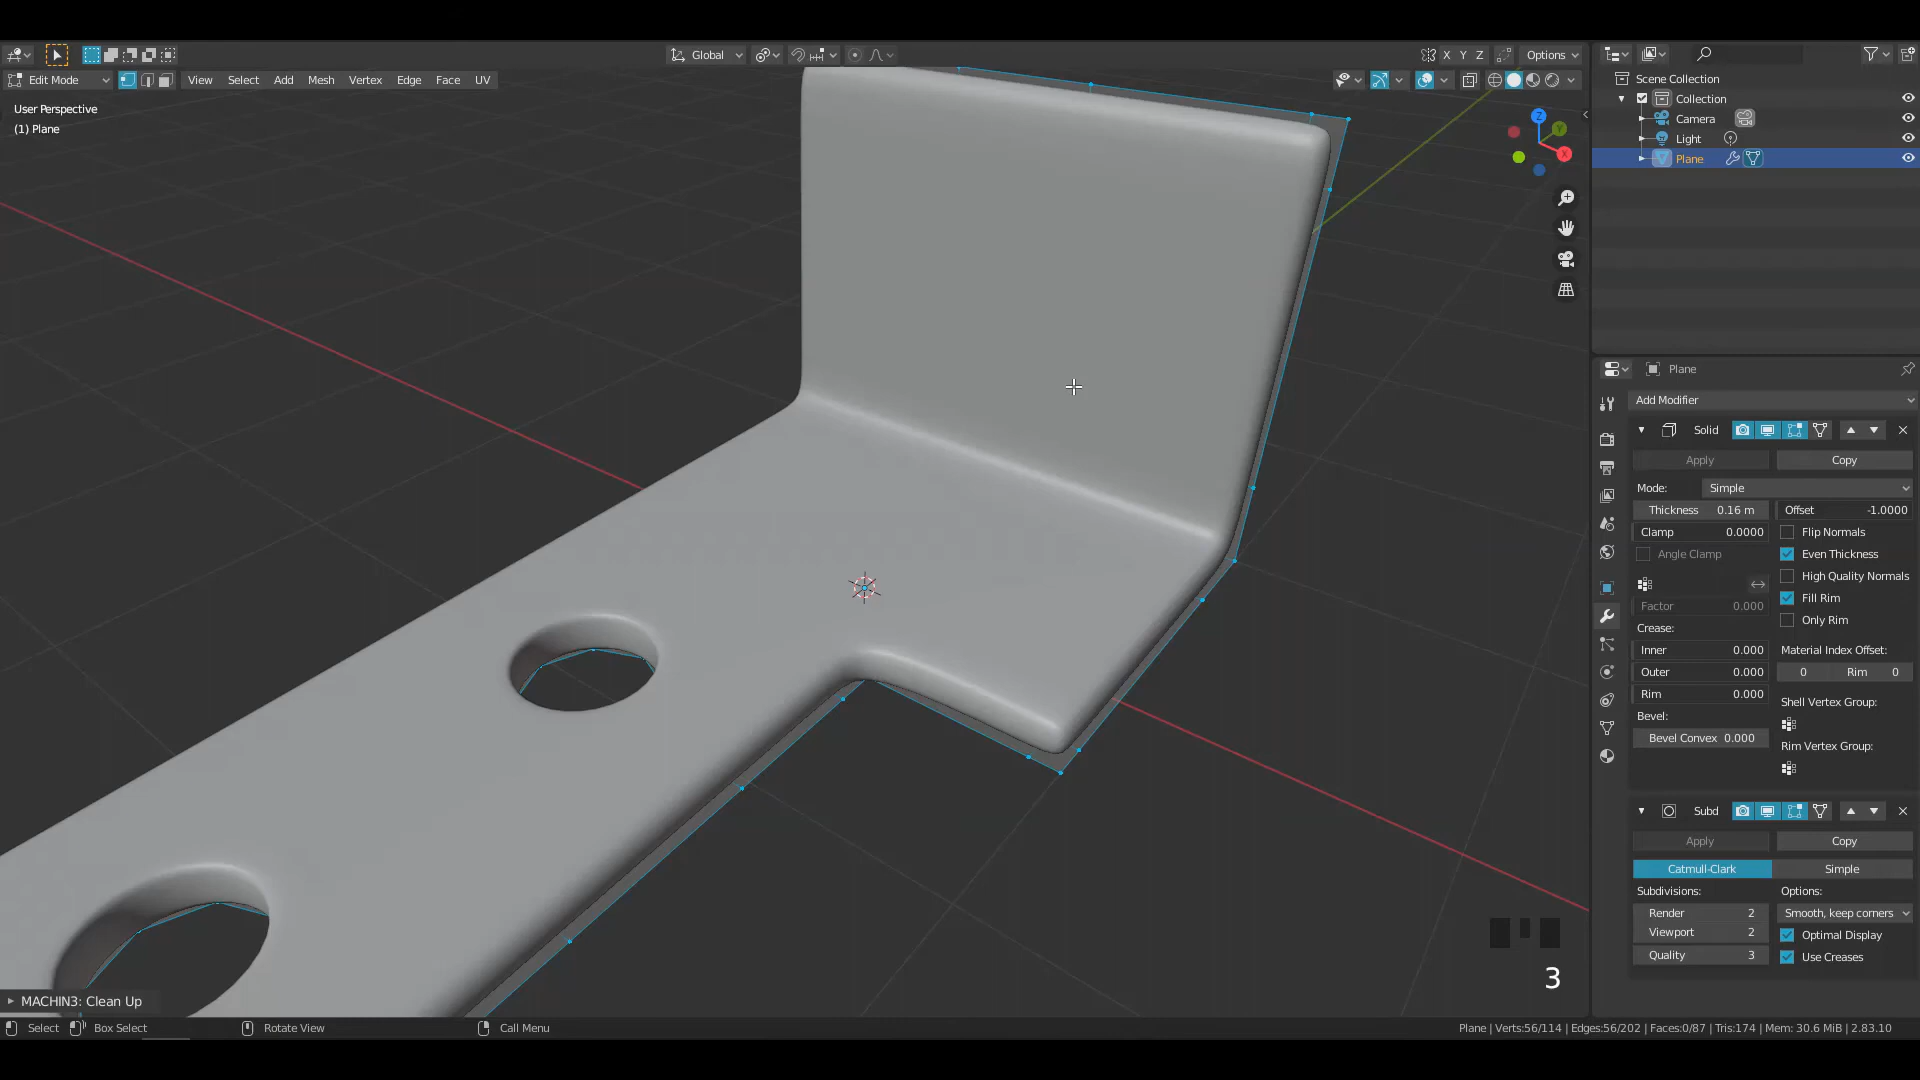 Global
Options
X Y Z
Edit Mode
View Select Add Mesh Vertex Edge Face UV
User Perspective
(1) Plane
Z
Y
X
Scene Collection
Collection
Camera
Light
Plane
Plane
Add Modifier
Solid
Apply Copy
Mode: Simple
Thickness 0.16 m Offset -1.0000
Clamp 0.0000 Flip Normals
Angle Clamp Even Thickness
High Quality Normals
Factor 0.000 Fill Rim
Crease: Only Rim
Inner 0.000 Material Index Offset:
Outer 0.000 0 Rim 0
Rim 0.000 Shell Vertex Group:
Bevel:
Bevel Convex 0.000 Rim Vertex Group:
Subd
Apply Copy
Catmull-Clark Simple
Subdivisions: Options:
Render 2 Smooth, keep corners
Viewport 2 Optimal Display
Quality 3 Use Creases
3
MACHIN3: Clean Up
Select Box Select Rotate View Call Menu
Plane | Verts:56/114 | Edges:56/202 | Faces:0/87 | Tris:174 | Mem: 30.6 MiB | 2.83.10